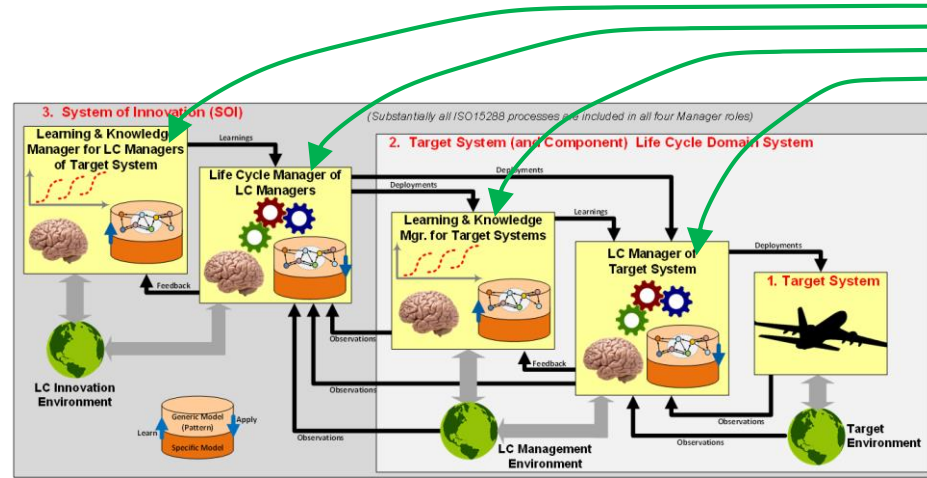 3. System of Innovation (SOI)
(Substantially all ISO15288 processes are included in all four Manager roles)
Learning & Knowledge
Manager for LC Managers
of Target System
Learnings
2. Target System (and Component) Life Cycle Domain System
Life Cycle Manager of
LC Managers
Deployments
Deployments
Learning & Knowledge
Mgr. for Target Systems
Learnings
LC Manager of
Target System
Deployments
1. Target System
Feedback
Observations
Feedback
LC Innovation
Environment
Observations
Generic Model
(Pattern)
Learn
Apply
Specific Model
Observations
LC Management
Environment
Observations
Observations
Target
Environment